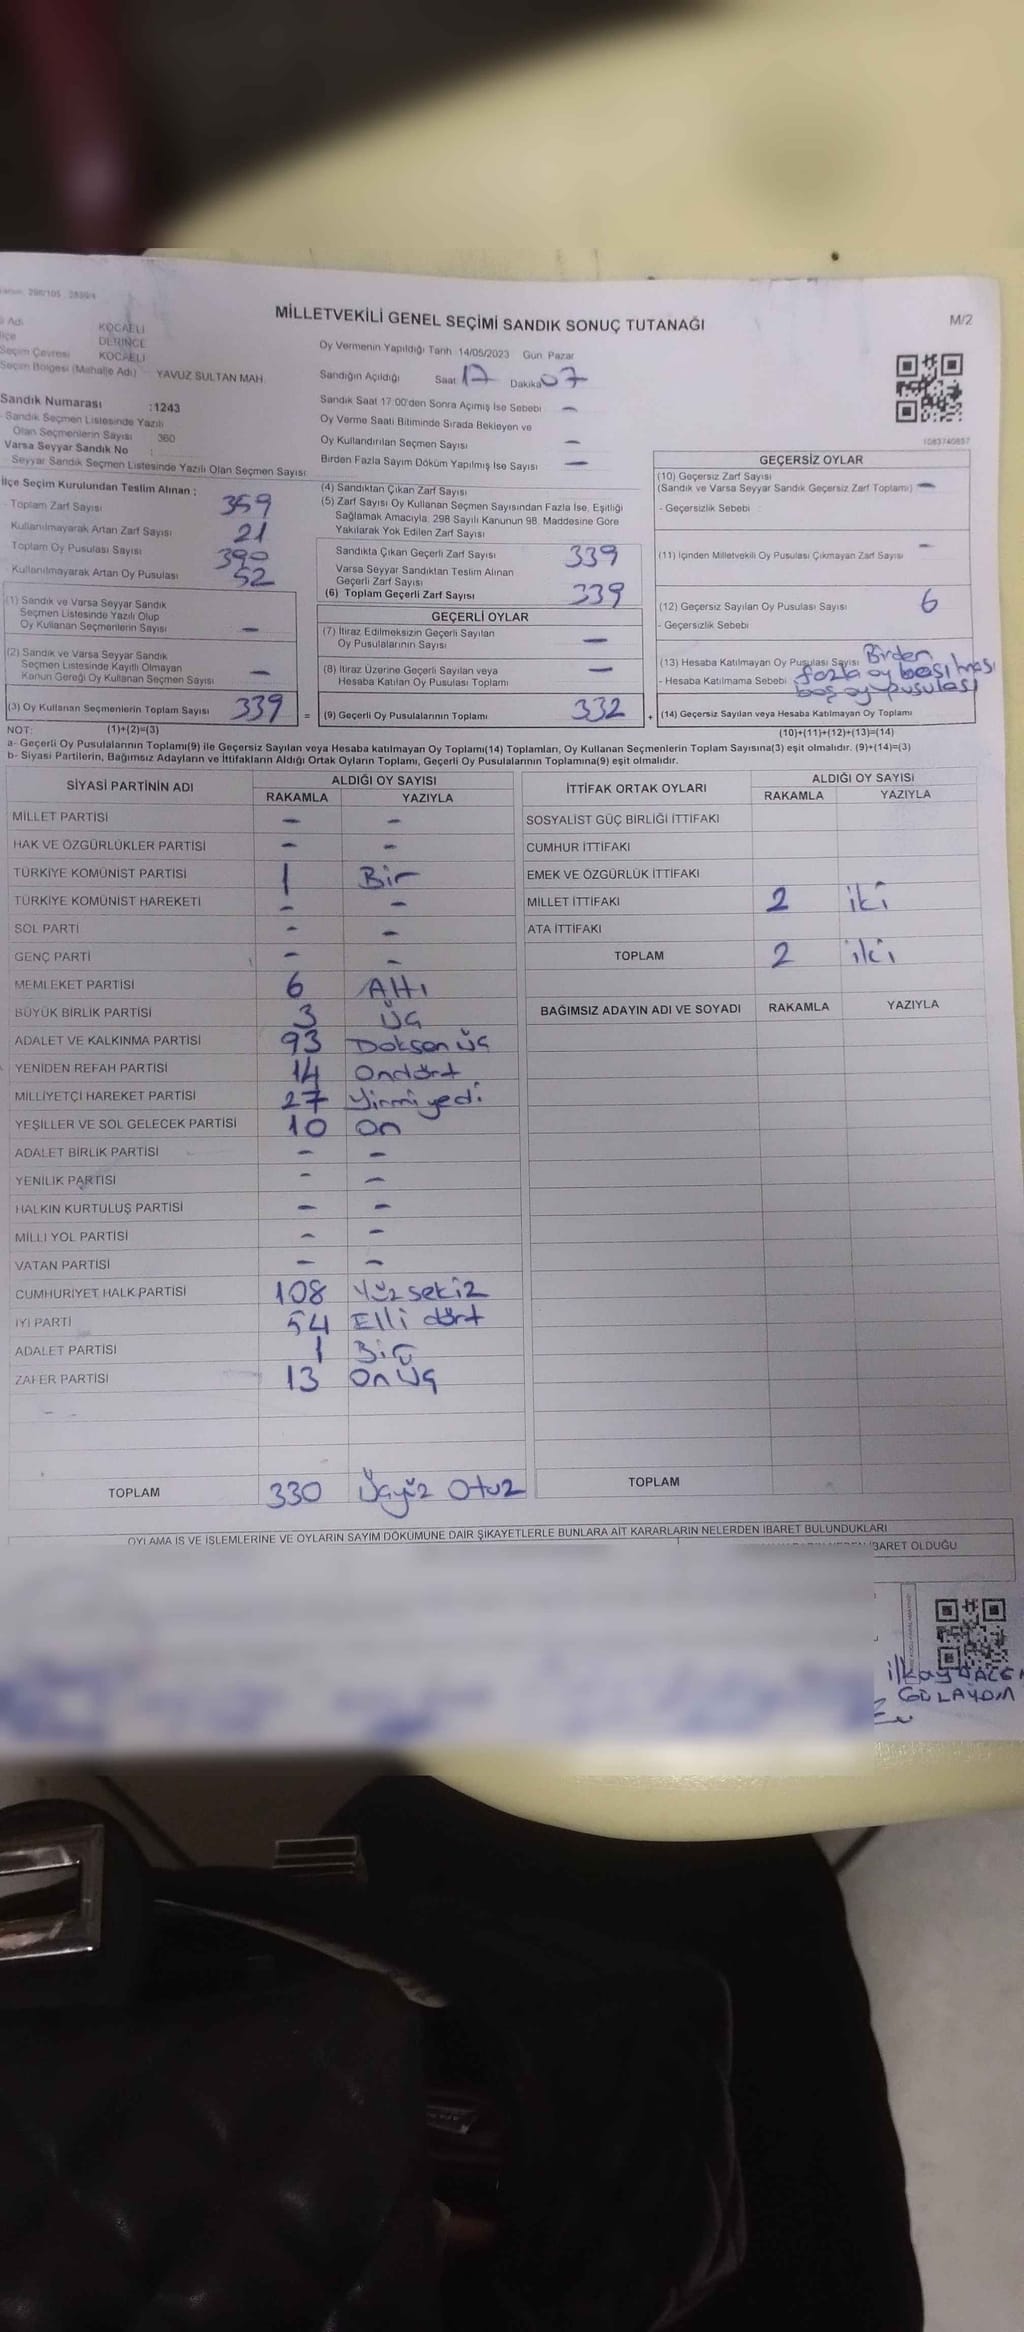 MİLLETVEKİLİ GENEL SEÇİMİ SANDIK SONUÇ TUTANAĞI
M/2
KOCAELİ
DERİNCE
Seçim Çevresi KOCAELİ
Seçim Bölgesi (Mahalle Adı) YAVUZ SULTAN MAH.
Sandık Numarası :1243
Sandık Seçmen Listesinde Yazılı
Olan Seçmenlerin Sayısı 360
Varsa Seyyar Sandık No :
Seyyar Sandık Seçmen Listesinde Yazılı Olan Seçmen Sayısı
Oy Vermenin Yapıldığı Tarih 14/05/2023 Gün Pazar
Sandığın Açıldığı Saat 17 Dakika 07
Sandık Saat 17:00'den Sonra Açımış İse Sebebi —
Oy Verme Saati Bitiminde Sırada Bekleyen ve
Oy Kullandırılan Seçmen Sayısı —
Birden Fazla Sayım Döküm Yapılmış İse Sayısı —
1083740857
İlçe Seçim Kurulundan Teslim Alınan :
- Toplam Zarf Sayısı 359
- Kullanılmayarak Artan Zarf Sayısı 21
- Toplam Oy Pusulası Sayısı 390
- Kullanılmayarak Artan Oy Pusulası 52
(1) Sandık ve Varsa Seyyar Sandık
Seçmen Listesinde Yazılı Olup
Oy Kullanan Seçmenlerin Sayısı —
(2) Sandık ve Varsa Seyyar Sandık
Seçmen Listesinde Kayıtlı Olmayan
Kanun Gereği Oy Kullanan Seçmen Sayısı —
(3) Oy Kullanan Seçmenlerin Toplam Sayısı 339
(4) Sandıktan Çıkan Zarf Sayısı
(5) Zarf Sayısı Oy Kullanan Seçmen Sayısından Fazla İse, Eşitliği
Sağlamak Amacıyla, 298 Sayılı Kanunun 98. Maddesine Göre
Yakılarak Yok Edilen Zarf Sayısı
Sandıkta Çıkan Geçerli Zarf Sayısı 339
Varsa Seyyar Sandıktan Teslim Alınan
Geçerli Zarf Sayısı
(6) Toplam Geçerli Zarf Sayısı 339
GEÇERLİ OYLAR
(7) İtiraz Edilmeksizin Geçerli Sayılan
Oy Pusulalarının Sayısı —
(8) İtiraz Üzerine Geçerli Sayılan veya
Hesaba Katılan Oy Pusulası Toplamı —
= (9) Geçerli Oy Pusulalarının Toplamı 332 +
GEÇERSİZ OYLAR
(10) Geçersiz Zarf Sayısı
(Sandık ve Varsa Seyyar Sandık Geçersiz Zarf Toplamı) —
- Geçersizlik Sebebi
(11) İçinden Milletvekili Oy Pusulası Çıkmayan Zarf Sayısı —
(12) Geçersiz Sayılan Oy Pusulası Sayısı 6
- Geçersizlik Sebebi
(13) Hesaba Katılmayan Oy Pusulası Sayısı Birden
- Hesaba Katılmama Sebebi fazla oy basılması
boş oy pusulası
(14) Geçersiz Sayılan veya Hesaba Katılmayan Oy Toplamı
NOT: (1)+(2)=(3) (10)+(11)+(12)+(13)=(14)
a- Geçerli Oy Pusulalarının Toplamı(9) ile Geçersiz Sayılan veya Hesaba katılmayan Oy Toplamı(14) Toplamları, Oy Kullanan Seçmenlerin Toplam Sayısına(3) eşit olmalıdır. (9)+(14)=(3)
b- Siyasi Partilerin, Bağımsız Adayların ve İttifakların Aldığı Ortak Oyların Toplamı, Geçerli Oy Pusulalarının Toplamına(9) eşit olmalıdır.
SİYASİ PARTİNİN ADI ALDIĞI OY SAYISI
RAKAMLA YAZIYLA
MİLLET PARTİSİ — —
HAK VE ÖZGÜRLÜKLER PARTİSİ — —
TÜRKİYE KOMÜNİST PARTİSİ 1 Bir
TÜRKİYE KOMÜNİST HAREKETİ — —
SOL PARTİ — —
GENÇ PARTİ — —
MEMLEKET PARTİSİ 6 Altı
BÜYÜK BİRLİK PARTİSİ 3 Üç
ADALET VE KALKINMA PARTİSİ 93 Doksan üç
YENİDEN REFAH PARTİSİ 14 Ondört
MİLLİYETÇİ HAREKET PARTİSİ 27 Yirmiyedi
YEŞİLLER VE SOL GELECEK PARTİSİ 10 On
ADALET BİRLİK PARTİSİ — —
YENİLİK PARTİSİ — —
HALKIN KURTULUŞ PARTİSİ — —
MİLLİ YOL PARTİSİ — —
VATAN PARTİSİ — —
CUMHURİYET HALK PARTİSİ 108 Yüz sekiz
İYİ PARTİ 54 Elli dört
ADALET PARTİSİ 1 Bir
ZAFER PARTİSİ 13 On üç
TOPLAM 330 Üçyüz Otuz
İTTİFAK ORTAK OYLARI ALDIĞI OY SAYISI
RAKAMLA YAZIYLA
SOSYALİST GÜÇ BİRLİĞİ İTTİFAKI
CUMHUR İTTİFAKI
EMEK VE ÖZGÜRLÜK İTTİFAKI
MİLLET İTTİFAKI 2 iki
ATA İTTİFAKI
TOPLAM 2 iki
BAĞIMSIZ ADAYIN ADI VE SOYADI RAKAMLA YAZIYLA
TOPLAM
OYLAMA İŞ VE İŞLEMLERİNE VE OYLARIN SAYIM DÖKÜMÜNE DAİR ŞİKAYETLERLE BUNLARA AİT KARARLARIN NELERDEN İBARET BULUNDUKLARI
İBARET OLDUĞU
ilkay
GÜLAYDIN